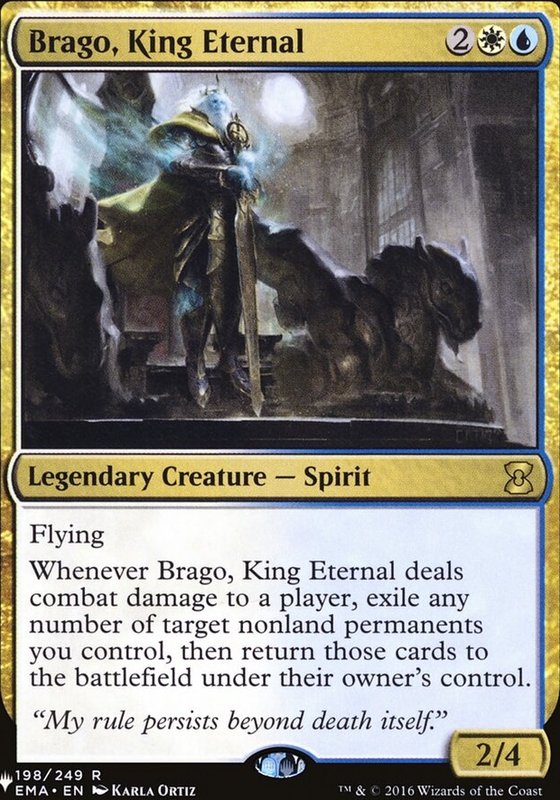 Brago, King Eternal 2
Legendary Creature — Spirit
Flying
Whenever Brago, King Eternal deals
combat damage to a player, exile any
number of target nonland permanents
you control, then return those cards to
the battlefield under their owner's control.
“My rule persists beyond death itself.”
2/4
198/249 R
EMA • EN KARLA ORTIZ
™ & © 2016 Wizards of the Coast